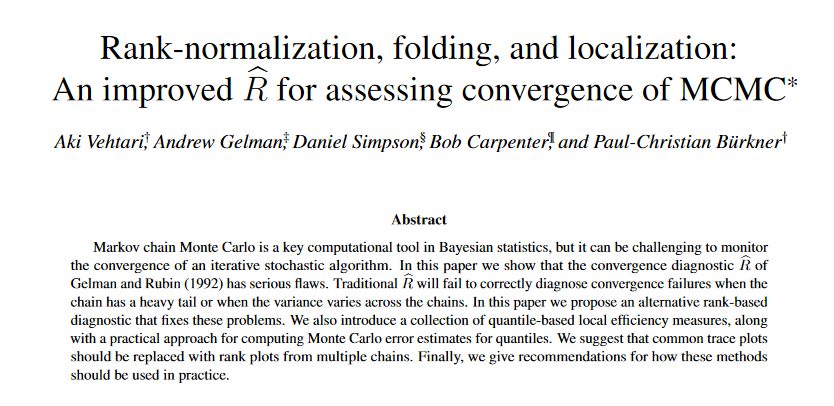 Rank-normalization, folding, and localization:
An improved R̂ for assessing convergence of MCMC*
Aki Vehtari†, Andrew Gelman‡, Daniel Simpson§, Bob Carpenter¶, and Paul-Christian Bürkner†
Abstract
Markov chain Monte Carlo is a key computational tool in Bayesian statistics, but it can be challenging to monitor
the convergence of an iterative stochastic algorithm. In this paper we show that the convergence diagnostic R̂ of
Gelman and Rubin (1992) has serious flaws. Traditional R̂ will fail to correctly diagnose convergence failures when the
chain has a heavy tail or when the variance varies across the chains. In this paper we propose an alternative rank-based
diagnostic that fixes these problems. We also introduce a collection of quantile-based local efficiency measures, along
with a practical approach for computing Monte Carlo error estimates for quantiles. We suggest that common trace plots
should be replaced with rank plots from multiple chains. Finally, we give recommendations for how these methods
should be used in practice.